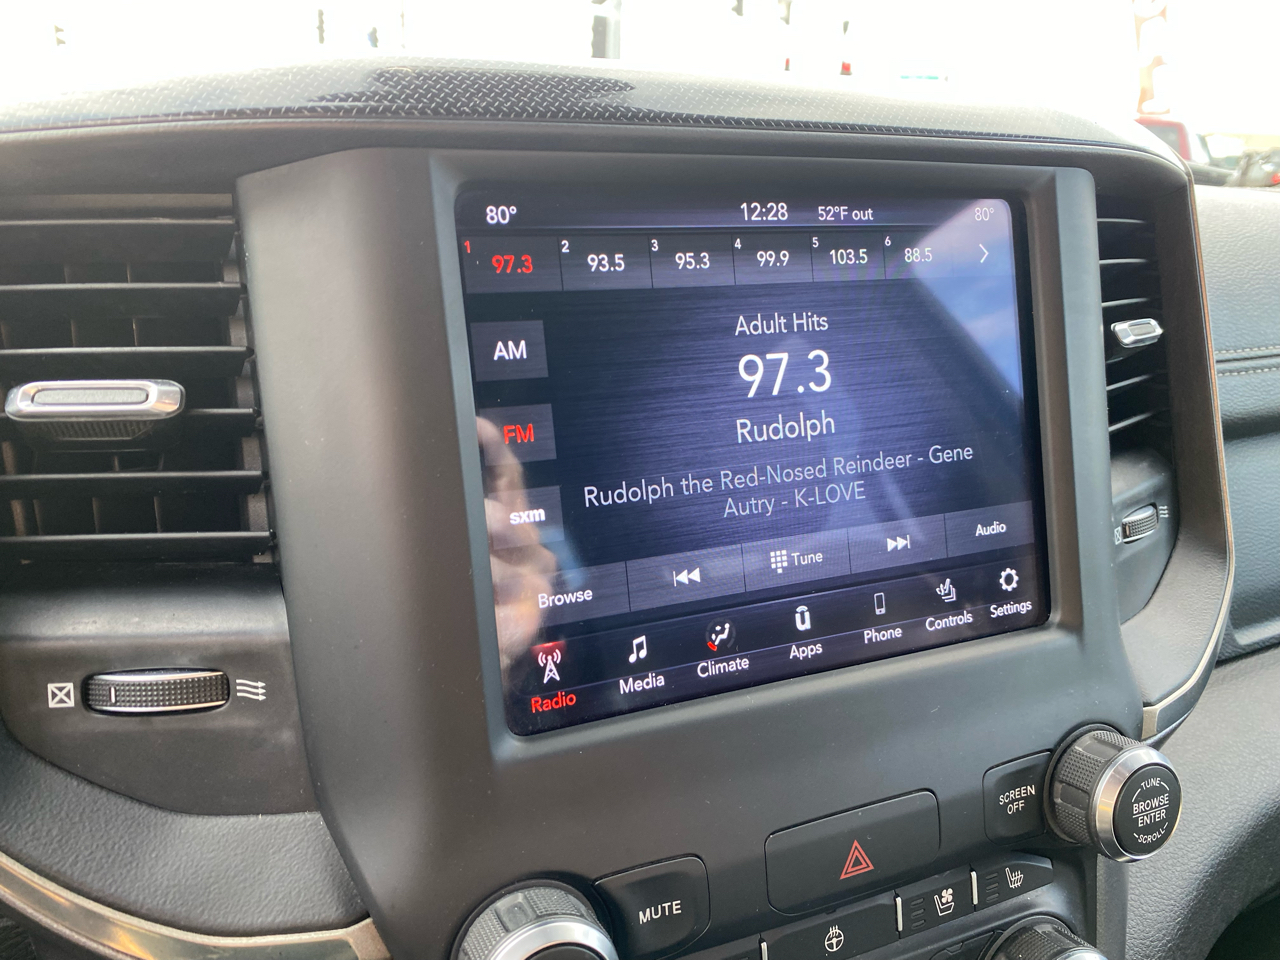 80° 12:28 52°F out 80°
1 97.3 2 93.5 3 95.3 4 99.9 5 103.5 6 88.5
Adult Hits
AM
97.3
FM
Rudolph
Rudolph the Red-Nosed Reindeer - Gene
Autry - K-LOVE
sxm
Browse Tune Audio
Radio Media Climate Apps Phone Controls Settings
SCREEN
OFF
TUNE
BROWSE
ENTER
SCROLL
MUTE